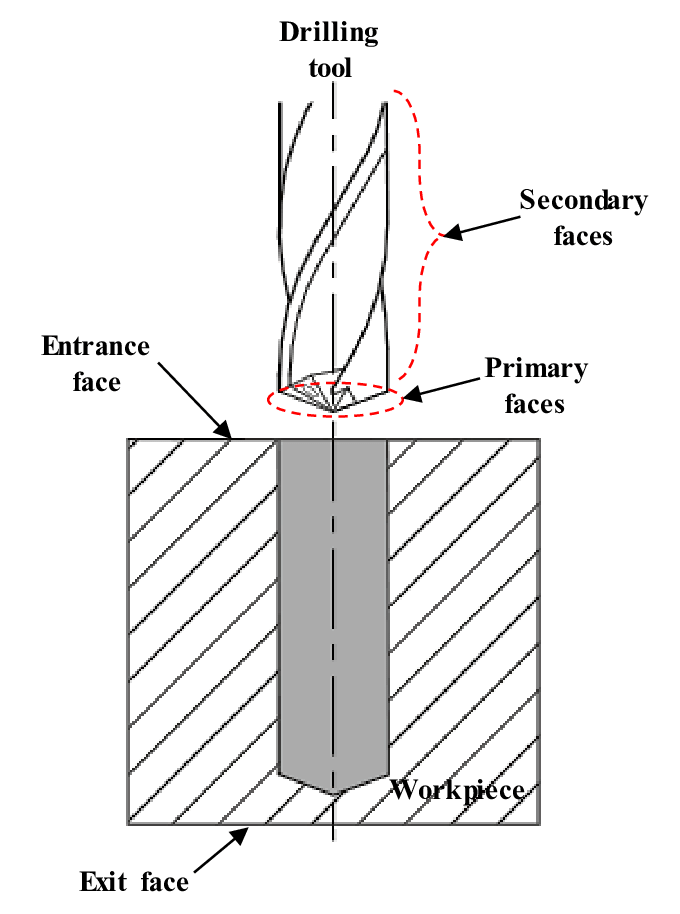 Drilling
tool
Secondary
faces
Entrance
face
Primary
faces
Workpiece
Exit face